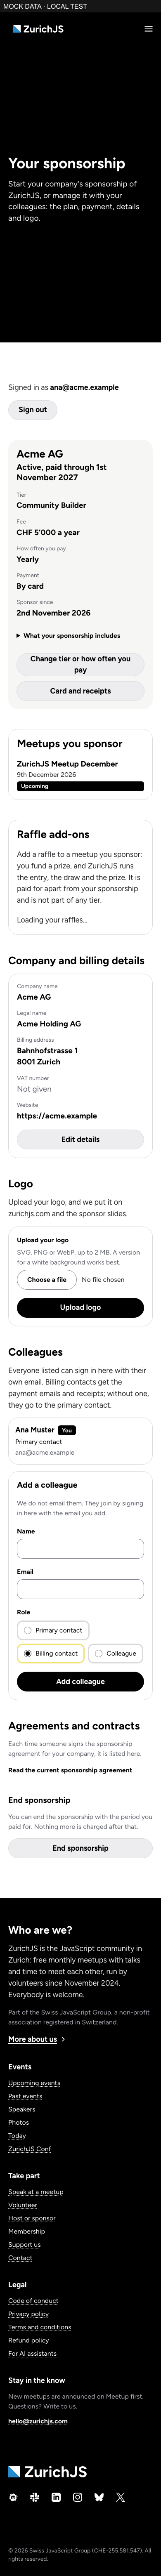 MOCK DATA · LOCAL TEST
ZurichJS
Your sponsorship
Start your company's sponsorship of
ZurichJS, or manage it with your
colleagues: the plan, payment, details
and logo.
Signed in as ana@acme.example
Sign out
Acme AG
Active, paid through 1st
November 2027
Tier
Community Builder
Fee
CHF 5'000 a year
How often you pay
Yearly
Payment
By card
Sponsor since
2nd November 2026
What your sponsorship includes
Change tier or how often you
pay
Card and receipts
Meetups you sponsor
ZurichJS Meetup December
9th December 2026
Upcoming
Raffle add-ons
Add a raffle to a meetup you sponsor:
you fund a prize, and ZurichJS runs
the entry, the draw and the prize. It is
paid for apart from your sponsorship
and is not part of any tier.
Loading your raffles...
Company and billing details
Company name
Acme AG
Legal name
Acme Holding AG
Billing address
Bahnhofstrasse 1
8001 Zurich
VAT number
Not given
Website
https://acme.example
Edit details
Logo
Upload your logo, and we put it on
zurichjs.com and the sponsor slides.
Upload your logo
SVG, PNG or WebP, up to 2 MB. A version
for a white background works best.
Choose a file
No file chosen
Upload logo
Colleagues
Everyone listed can sign in here with their
own email. Billing contacts get the
payment emails and receipts; without one,
they go to the primary contact.
Ana Muster You
Primary contact
ana@acme.example
Add a colleague
We do not email them. They join by signing
in here with the email you add.
Name
Email
Role
Primary contact
Billing contact
Colleague
Add colleague
Agreements and contracts
Each time someone signs the sponsorship
agreement for your company, it is listed here.
Read the current sponsorship agreement
End sponsorship
You can end the sponsorship with the period you
paid for. Nothing more is charged after that.
End sponsorship
Who are we?
ZurichJS is the JavaScript community in
Zurich: free monthly meetups with talks
and time to meet each other, run by
volunteers since November 2024.
Everybody is welcome.
Part of the Swiss JavaScript Group, a non-profit
association registered in Switzerland.
More about us
Events
Upcoming events
Past events
Speakers
Photos
Today
ZurichJS Conf
Take part
Speak at a meetup
Volunteer
Host or sponsor
Membership
Support us
Contact
Legal
Code of conduct
Privacy policy
Terms and conditions
Refund policy
For AI assistants
Stay in the know
New meetups are announced on Meetup first.
Questions? Write to us.
hello@zurichjs.com
ZurichJS
© 2026 Swiss JavaScript Group (CHE-255.581.547). All
rights reserved.